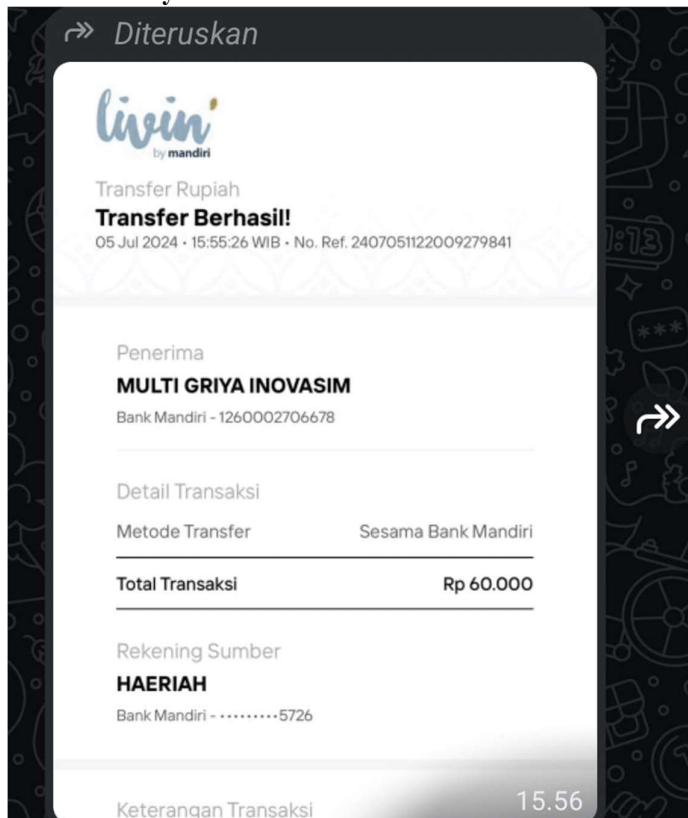 Diteruskan
livin'
by mandiri
Transfer Rupiah
Transfer Berhasil!
05 Jul 2024 • 15:55:26 WIB • No. Ref. 2407051122009279841
Penerima
MULTI GRIYA INOVASIM
Bank Mandiri - 1260002706678
Detail Transaksi
Metode Transfer Sesama Bank Mandiri
Total Transaksi Rp 60.000
Rekening Sumber
HAERIAH
Bank Mandiri - •••••••••5726
Keterangan Transaksi
15.56